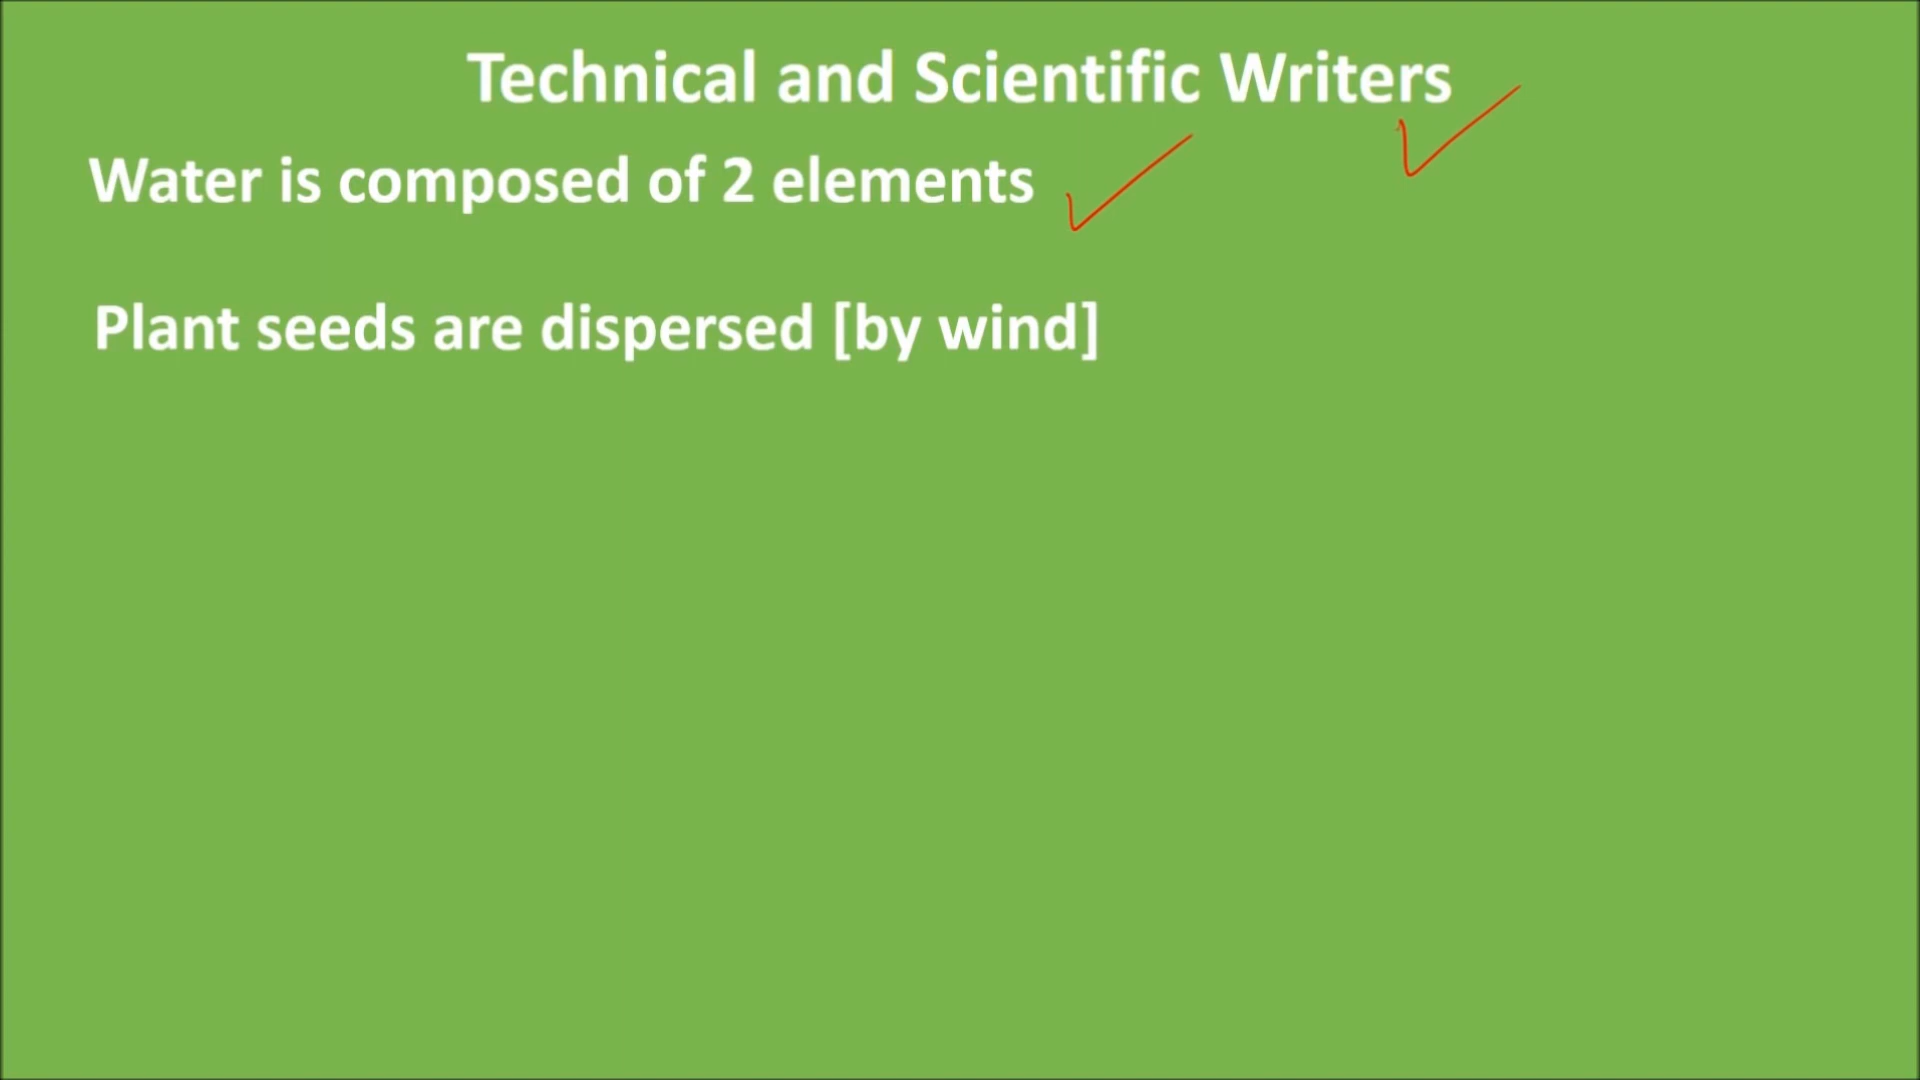 Technical and Scientific Writers
Water is composed of 2 elements
Plant seeds are dispersed [by wind]